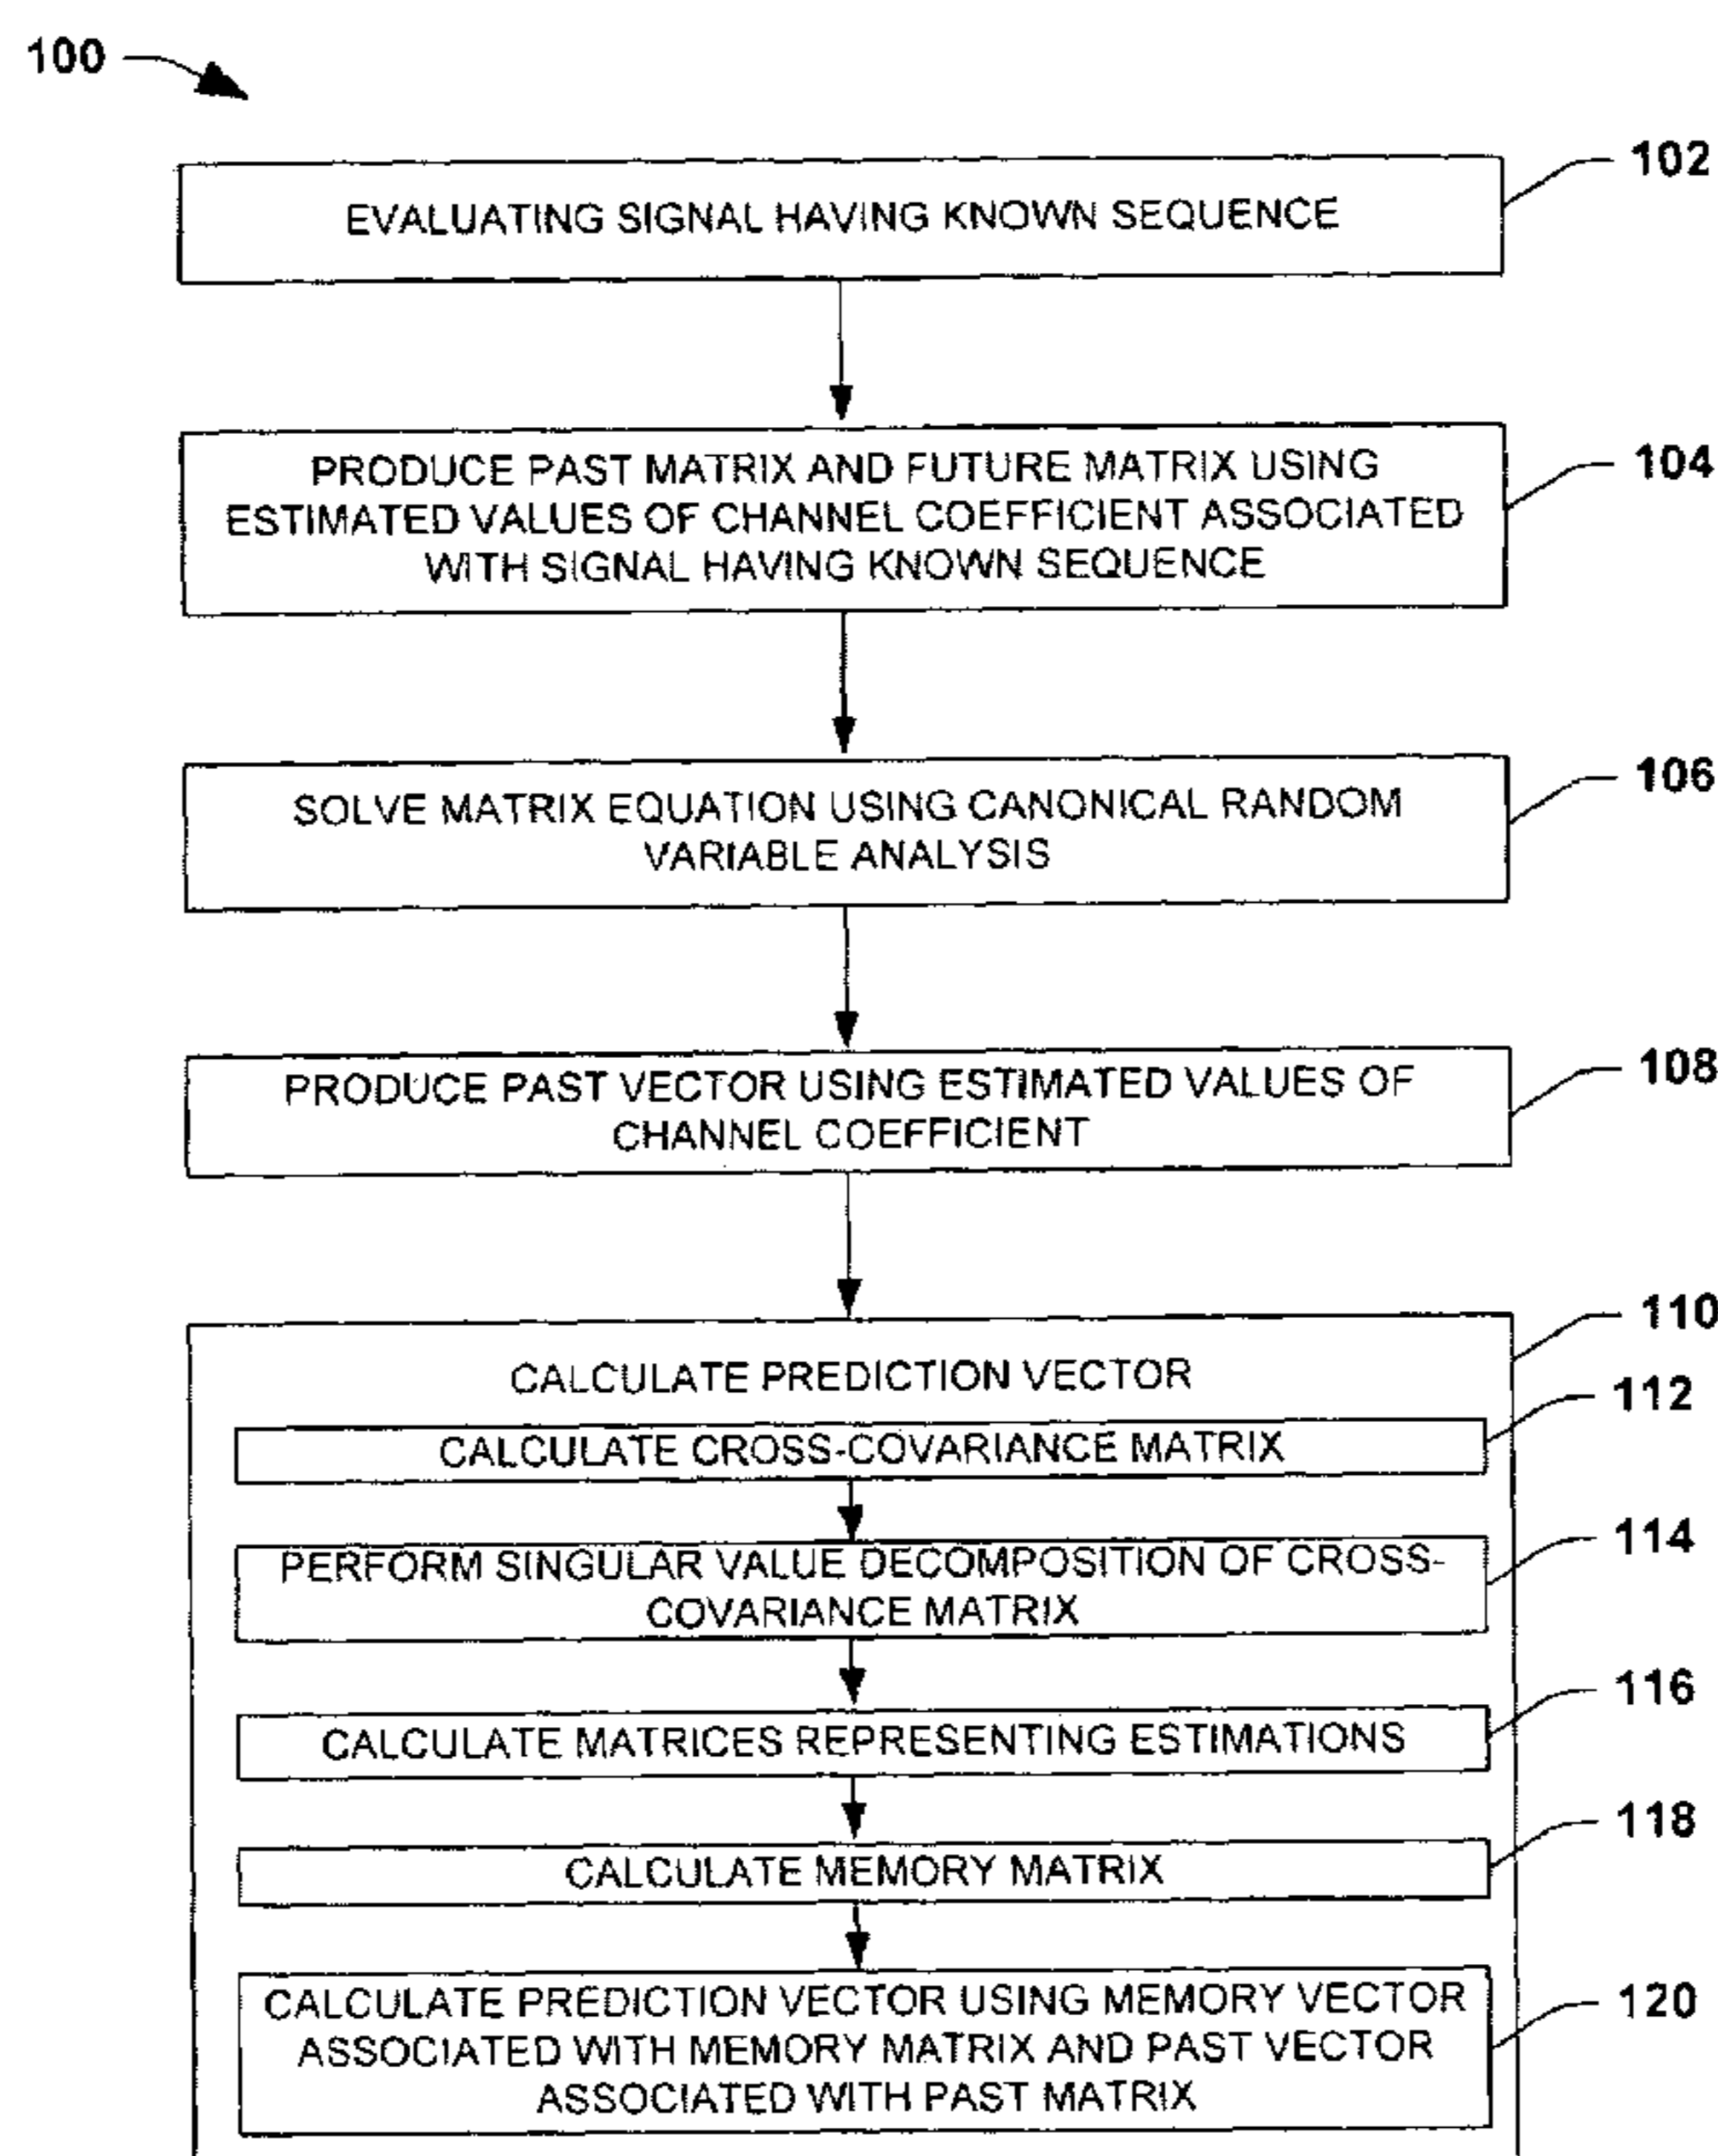 100
102
EVALUATING SIGNAL HAVING KNOWN SEQUENCE
104
PRODUCE PAST MATRIX AND FUTURE MATRIX USING
ESTIMATED VALUES OF CHANNEL COEFFICIENT ASSOCIATED
WITH SIGNAL HAVING KNOWN SEQUENCE
106
SOLVE MATRIX EQUATION USING CANONICAL RANDOM
VARIABLE ANALYSIS
108
PRODUCE PAST VECTOR USING ESTIMATED VALUES OF
CHANNEL COEFFICIENT
110
CALCULATE PREDICTION VECTOR
112
CALCULATE CROSS-COVARIANCE MATRIX
114
PERFORM SINGULAR VALUE DECOMPOSITION OF CROSS-
COVARIANCE MATRIX
116
CALCULATE MATRICES REPRESENTING ESTIMATIONS
118
CALCULATE MEMORY MATRIX
120
CALCULATE PREDICTION VECTOR USING MEMORY VECTOR
ASSOCIATED WITH MEMORY MATRIX AND PAST VECTOR
ASSOCIATED WITH PAST MATRIX